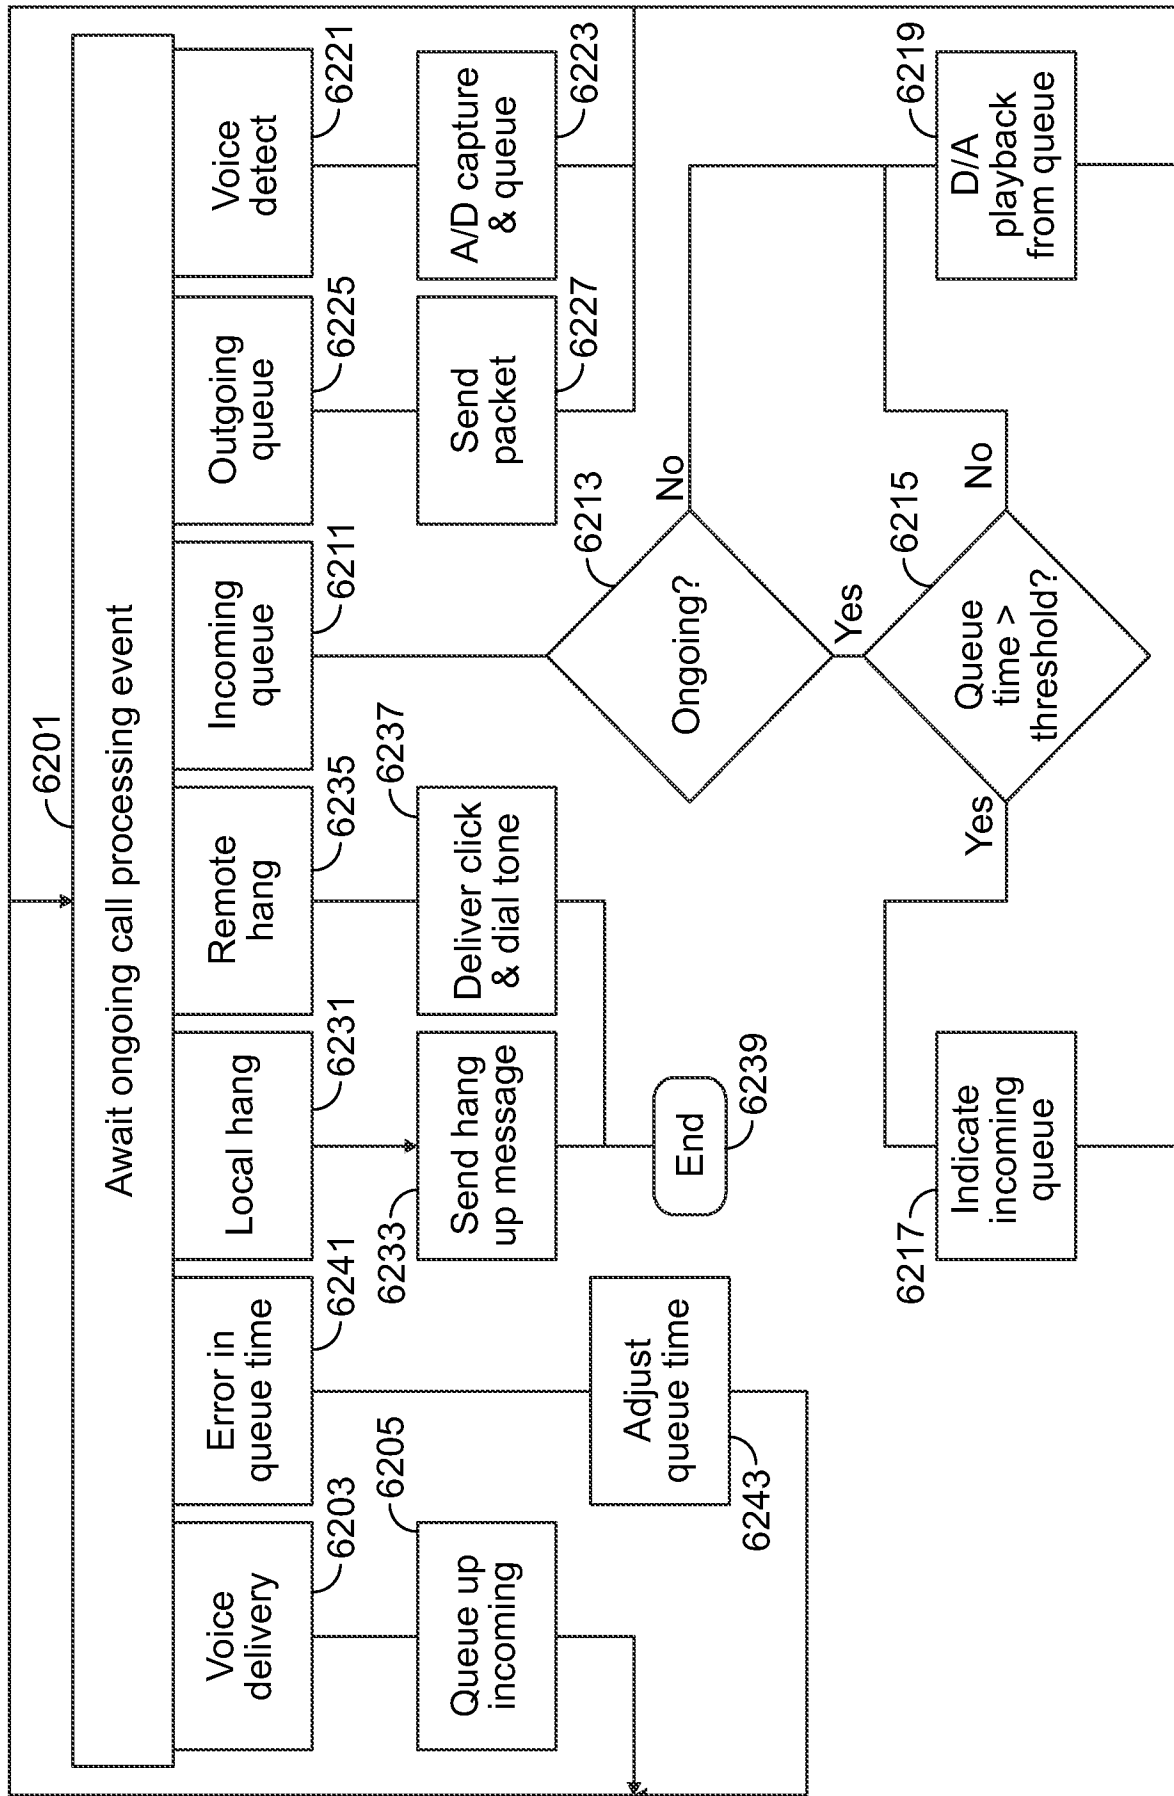 6201
Await ongoing call processing event
Voice
delivery
6203
Error in
queue time
6241
Local hang
6231
Remote
hang
6235
Incoming
queue
6211
Outgoing
queue
6225
Voice
detect
6221
Queue up
incoming
6205
Send hang
up message
6233
Deliver click
& dial tone
6237
Send
packet
6227
A/D capture
& queue
6223
Adjust
queue time
6243
End
6239
Ongoing?
6213
No
Yes
Queue
time >
threshold?
6215
Yes
No
Indicate
incoming
queue
6217
D/A
playback
from queue
6219